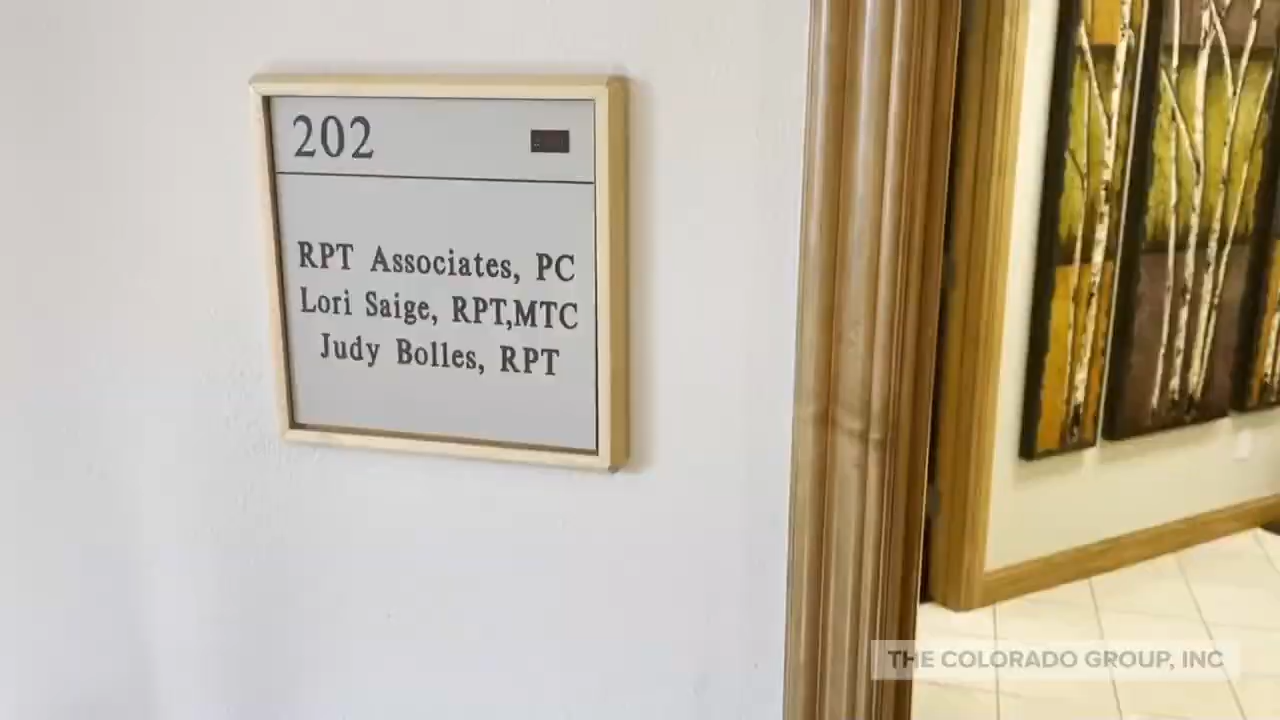 202
RPT Associates, PC
Lori Saige, RPT,MTC
Judy Bolles, RPT
THE COLORADO GROUP, INC